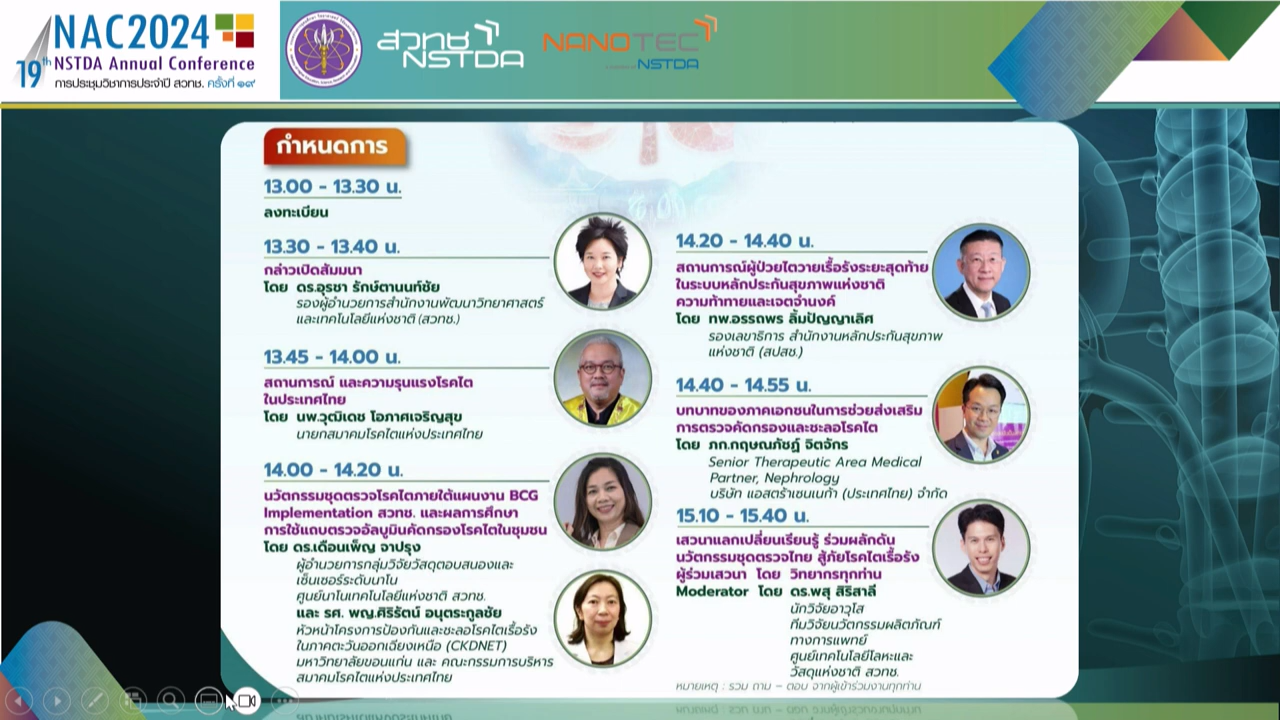 NAC2024
19th NSTDA Annual Conference
การประชุมวิชาการประจำปี สวทช. ครั้งที่ ๑๙
สวทช
NSTDA
NANOTEC
NSTDA
กำหนดการ
13.00 - 13.30 น.
ลงทะเบียน
13.30 - 13.40 น.
กล่าวเปิดสัมมนา
โดย ดร.อุรชา รักษ์ตานนท์ชัย
รองผู้อำนวยการสำนักงานพัฒนาวิทยาศาสตร์
และเทคโนโลยีแห่งชาติ (สวทช.)
13.45 - 14.00 น.
สถานการณ์ และความรุนแรงโรคไต
ในประเทศไทย
โดย นพ.วุฒิเดช โอภาศเจริญสุข
นายกสมาคมโรคไตแห่งประเทศไทย
14.00 - 14.20 น.
นวัตกรรมชุดตรวจโรคไตภายใต้แผนงาน BCG
Implementation สวทช. และผลการศึกษา
การใช้แถบตรวจอัลบูมินคัดกรองโรคไตในชุมชน
โดย ดร.เดือนเพ็ญ จาปรุง
ผู้อำนวยการกลุ่มวิจัยวัสดุตอบสนองและ
เซ็นเซอร์ระดับนาโน
ศูนย์นาโนเทคโนโลยีแห่งชาติ สวทช.
และ รศ. พญ.ศิริรัตน์ อนุตระกูลชัย
หัวหน้าโครงการป้องกันและชะลอโรคไตเรื้อรัง
ในภาคตะวันออกเฉียงเหนือ (CKDNET)
มหาวิทยาลัยขอนแก่น และ คณะกรรมการบริหาร
สมาคมโรคไตแห่งประเทศไทย
14.20 - 14.40 น.
สถานการณ์ผู้ป่วยไตวายเรื้อรังระยะสุดท้าย
ในระบบหลักประกันสุขภาพแห่งชาติ
ความท้าทายและเจตจำนงค์
โดย ทพ.อรรถพร ลิ้มปัญญาเลิศ
รองเลขาธิการ สำนักงานหลักประกันสุขภาพ
แห่งชาติ (สปสช.)
14.40 - 14.55 น.
บทบาทของภาคเอกชนในการช่วยส่งเสริม
การตรวจคัดกรองและชะลอโรคไต
โดย ภก.กฤษณภัชฎ์ จิตจักร
Senior Therapeutic Area Medical
Partner, Nephrology
บริษัท แอสตร้าเซนเนก้า (ประเทศไทย) จำกัด
15.10 - 15.40 น.
เสวนาแลกเปลี่ยนเรียนรู้ ร่วมผลักดัน
นวัตกรรมชุดตรวจไทย สู้ภัยโรคไตเรื้อรัง
ผู้ร่วมเสวนา โดย วิทยากรทุกท่าน
Moderator โดย ดร.พสุ สิริสาลี
นักวิจัยอาวุโส
ทีมวิจัยนวัตกรรมผลิตภัณฑ์
ทางการแพทย์
ศูนย์เทคโนโลยีโลหะและ
วัสดุแห่งชาติ สวทช.
หมายเหตุ : รวม ถาม - ตอบ จากผู้เข้าร่วมงานทุกท่าน